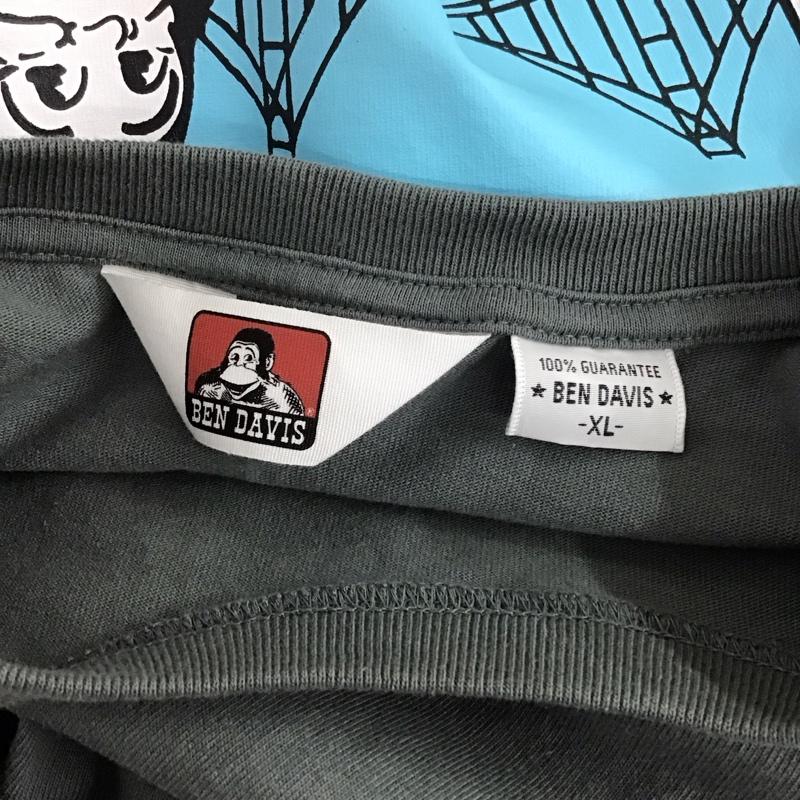 BEN DAVIS
®
100% GUARANTEE
★ BEN DAVIS ★
-XL-